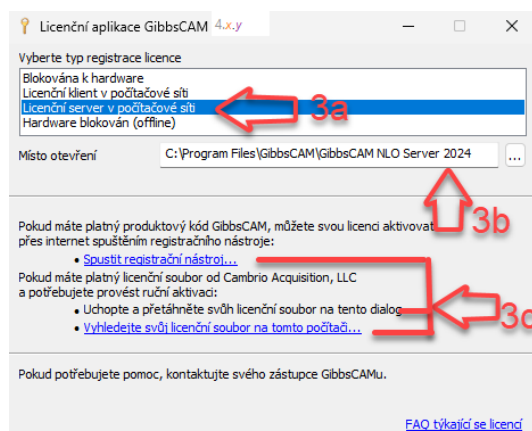 Licenční aplikace GibbsCAM 4.x.y
Vyberte typ registrace licence
Blokována k hardware
Licenční klient v počítačové síti
Licenční server v počítačové síti
Hardware blokován (offline)
3a
Místo otevření C:\Program Files\GibbsCAM\GibbsCAM NLO Server 2024 ...
3b
Pokud máte platný produktový kód GibbsCAM, můžete svou licenci aktivovat
přes internet spuštěním registračního nástroje:
• Spustit registrační nástroj...
Pokud máte platný licenční soubor od Cambrio Acquisition, LLC
a potřebujete provést ruční aktivaci:
• Uchopte a přetáhněte svůh licenční soubor na tento dialog
3c
• Vyhledejte svůj licenční soubor na tomto počítači...
Pokud potřebujete pomoc, kontaktujte svého zástupce GibbsCAMu.
FAQ týkající se licencí